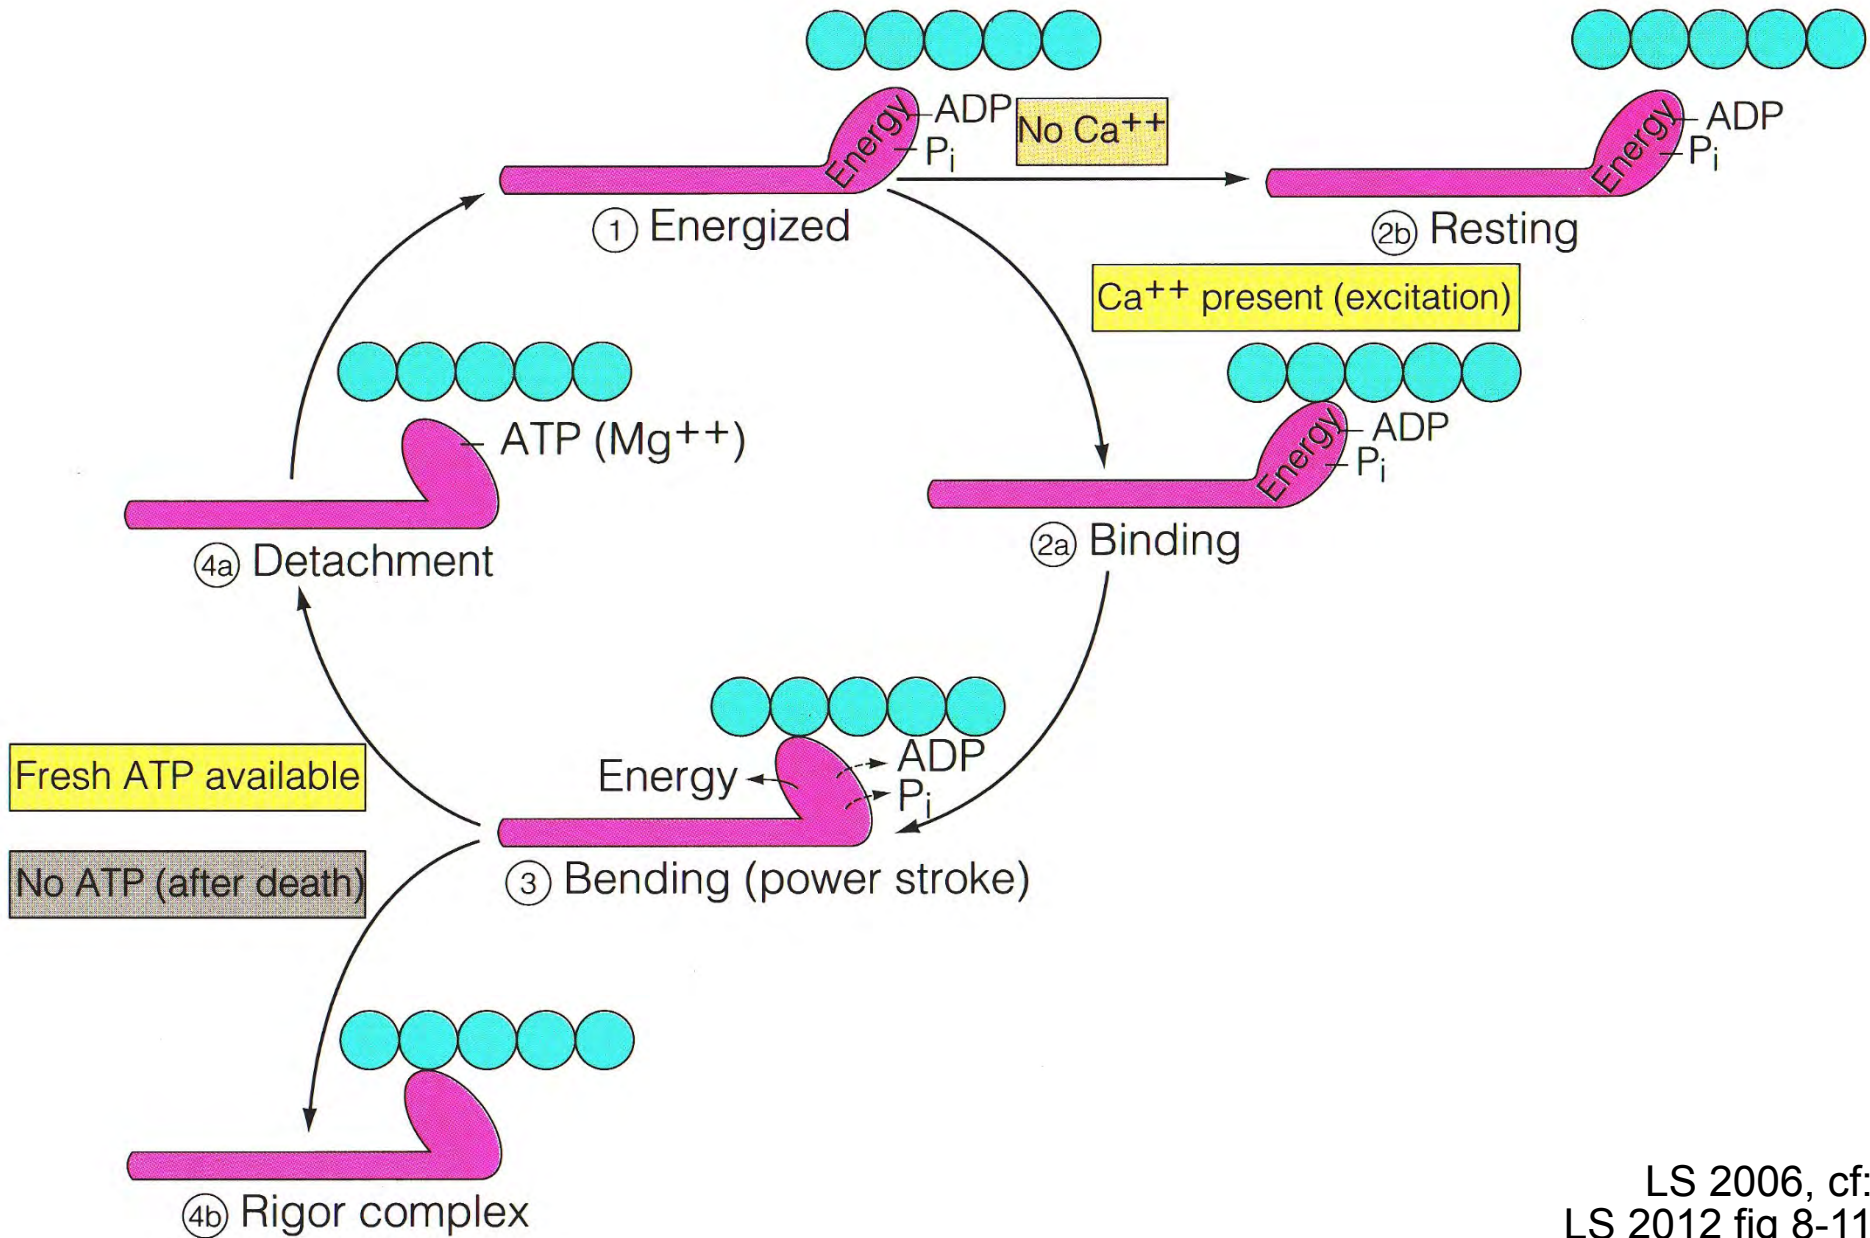 Energy
ADP
Pi
No Ca++
Energy
ADP
Pi
1 Energized
2b Resting
Ca++ present (excitation)
ATP (Mg++)
Energy
ADP
Pi
4a Detachment
2a Binding
Fresh ATP available
Energy
ADP
Pi
No ATP (after death)
3 Bending (power stroke)
4b Rigor complex
LS 2006, cf:
LS 2012 fig 8-11